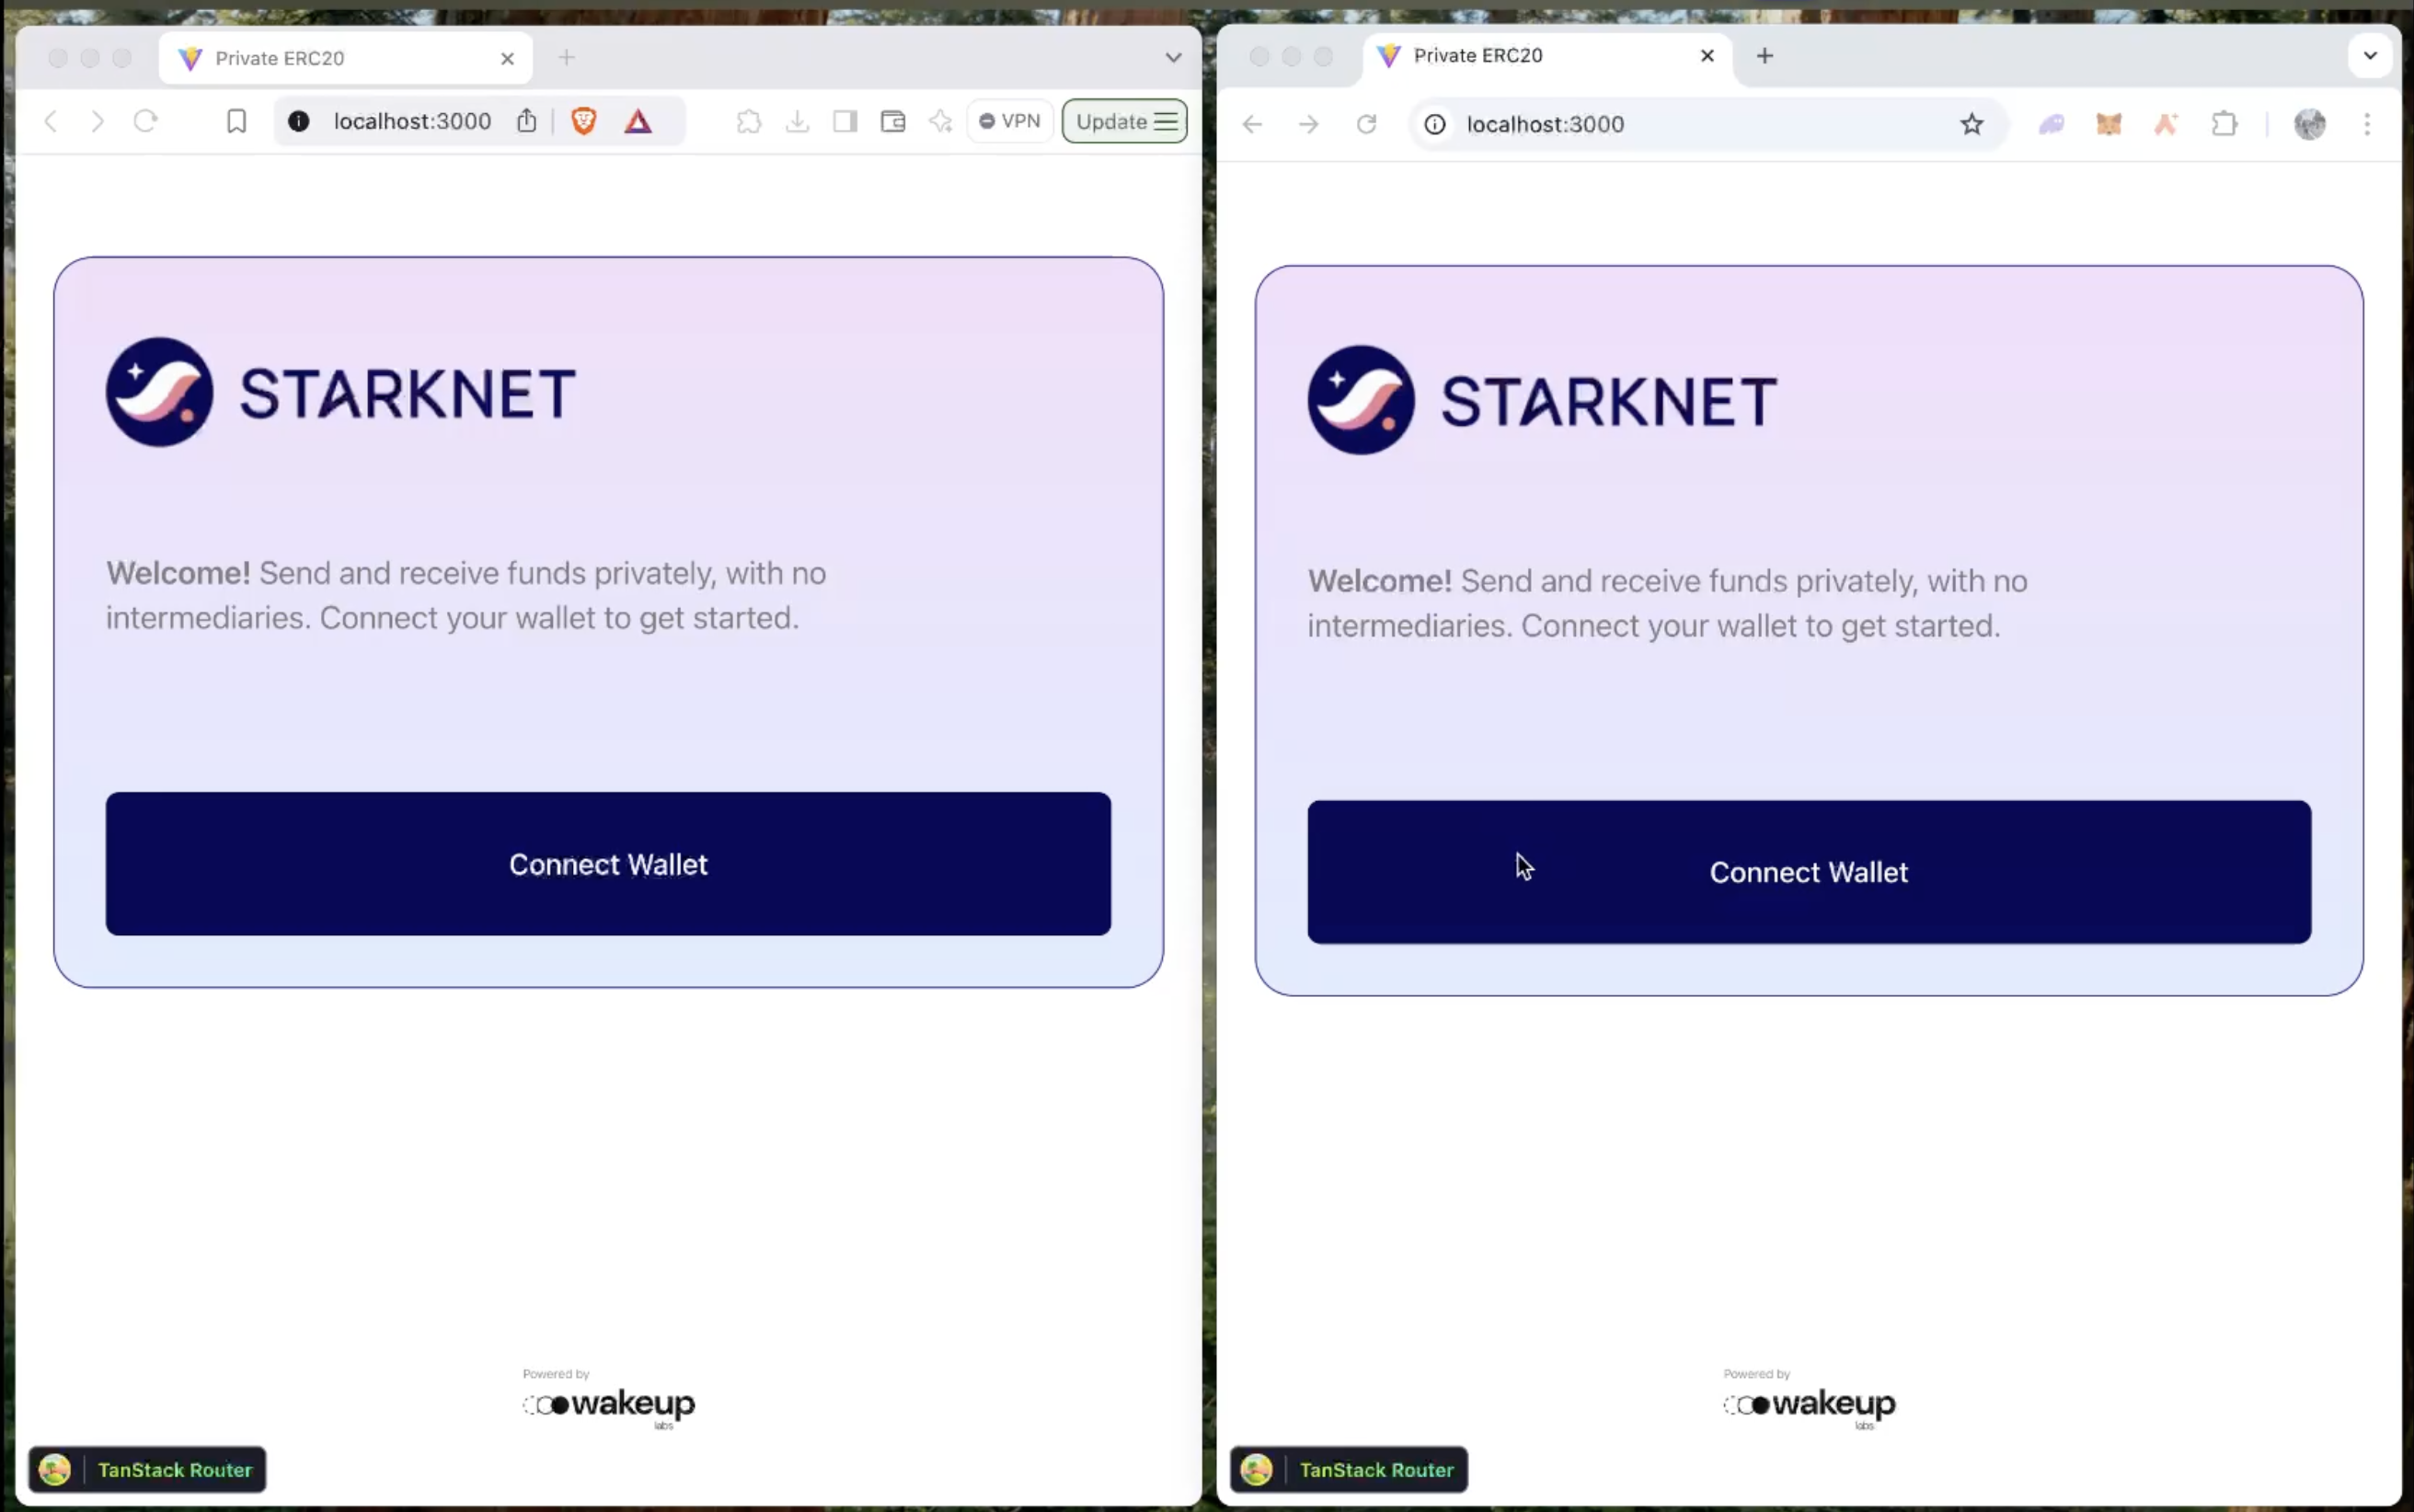 Private ERC20
localhost:3000
VPN
Update
STARKNET
Welcome! Send and receive funds privately, with no
intermediaries. Connect your wallet to get started.
Connect Wallet
Powered by
wakeup
labs
TanStack Router
Private ERC20
localhost:3000
STARKNET
Welcome! Send and receive funds privately, with no
intermediaries. Connect your wallet to get started.
Connect Wallet
Powered by
wakeup
labs
TanStack Router